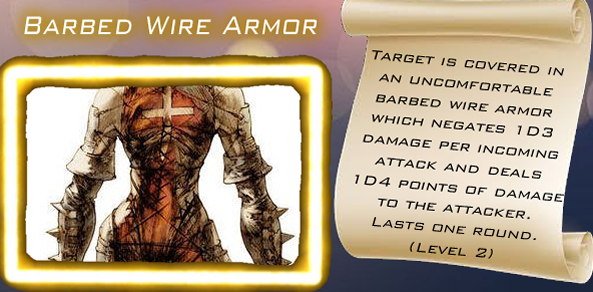 Barbed Wire Armor
Target is covered in
an uncomfortable
barbed wire armor
which negates 1D3
damage per incoming
attack and deals
1D4 points of damage
to the attacker.
Lasts one round.
(Level 2)